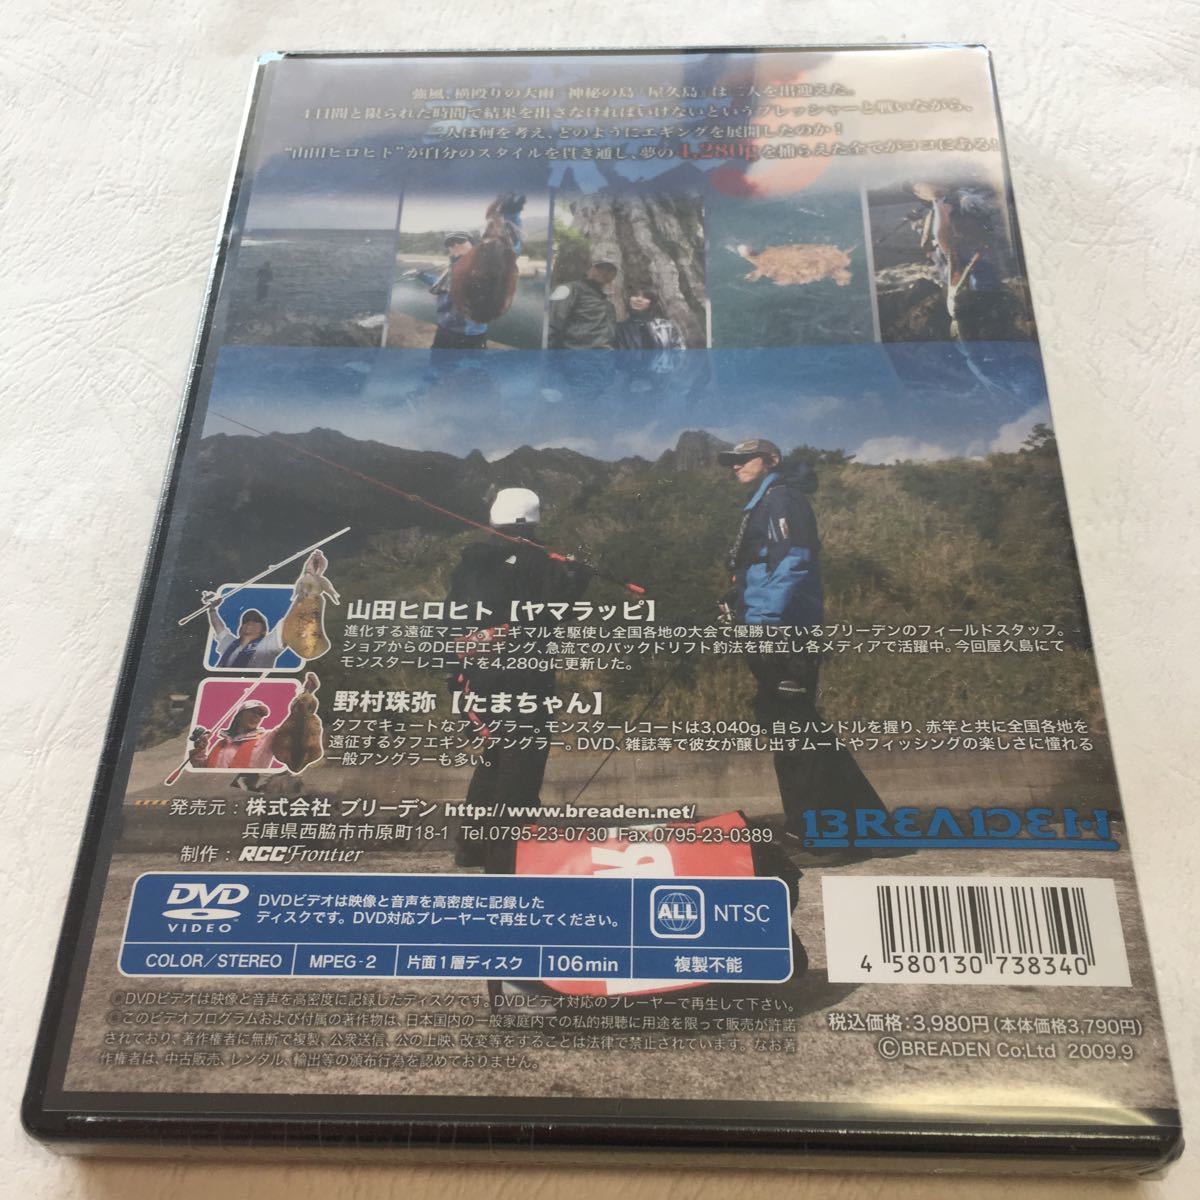 強風、横殴りの大雨 神秘の島『屋久島』は二人を出迎えた。
4日間と限られた時間で結果を出さなければいけないというプレッシャーと戦いながら、
二人は何を考え、どのようにエギングを展開したのか！
“山田ヒロヒト”が自分のスタイルを貫き通し、夢の4,280gを捕らえた全てがココにある！
山田ヒロヒト【ヤマラッピ】
進化する遠征マニア。エギマルを駆使し全国各地の大会で優勝しているブリーデンのフィールドスタッフ。
ショアからのDEEPエギング、急流でのバックドリフト釣法を確立し各メディアで活躍中。今回屋久島にて
モンスターレコードを4,280gに更新した。
野村珠弥【たまちゃん】
タフでキュートなアングラー。モンスターレコードは3,040g。自らハンドルを握り、赤竿と共に全国各地を
遠征するタフエギングアングラー。DVD、雑誌等で彼女が醸し出すムードやフィッシングの楽しさに憧れる
一般アングラーも多い。
発売元：株式会社 ブリーデン http://www.breaden.net/
兵庫県西脇市市原町18-1 Tel.0795-23-0730 Fax.0795-23-0389
制作：RCC Frontier
BREADEN
DVD VIDEO
DVDビデオは映像と音声を高密度に記録した
ディスクです。DVD対応プレーヤーで再生してください。
ALL NTSC
COLOR/STEREO MPEG-2 片面1層ディスク 106min 複製不能
4 580130 738340
◎DVDビデオは映像と音声を高密度に記録したディスクです。DVDビデオ対応のプレーヤーで再生して下さい。
◎このビデオプログラムおよび付属の著作物は、日本国内の一般家庭内での私的視聴に用途を限って販売が許諾
されており、著作権者に無断で複製、公衆送信、公の上映、改変等をすることは法律で禁止されています。なお著
作権者は、中古販売、レンタル、輸出等の頒布行為を認めておりません。
税込価格：3,980円（本体価格3,790円）
©BREADEN Co;Ltd 2009.9